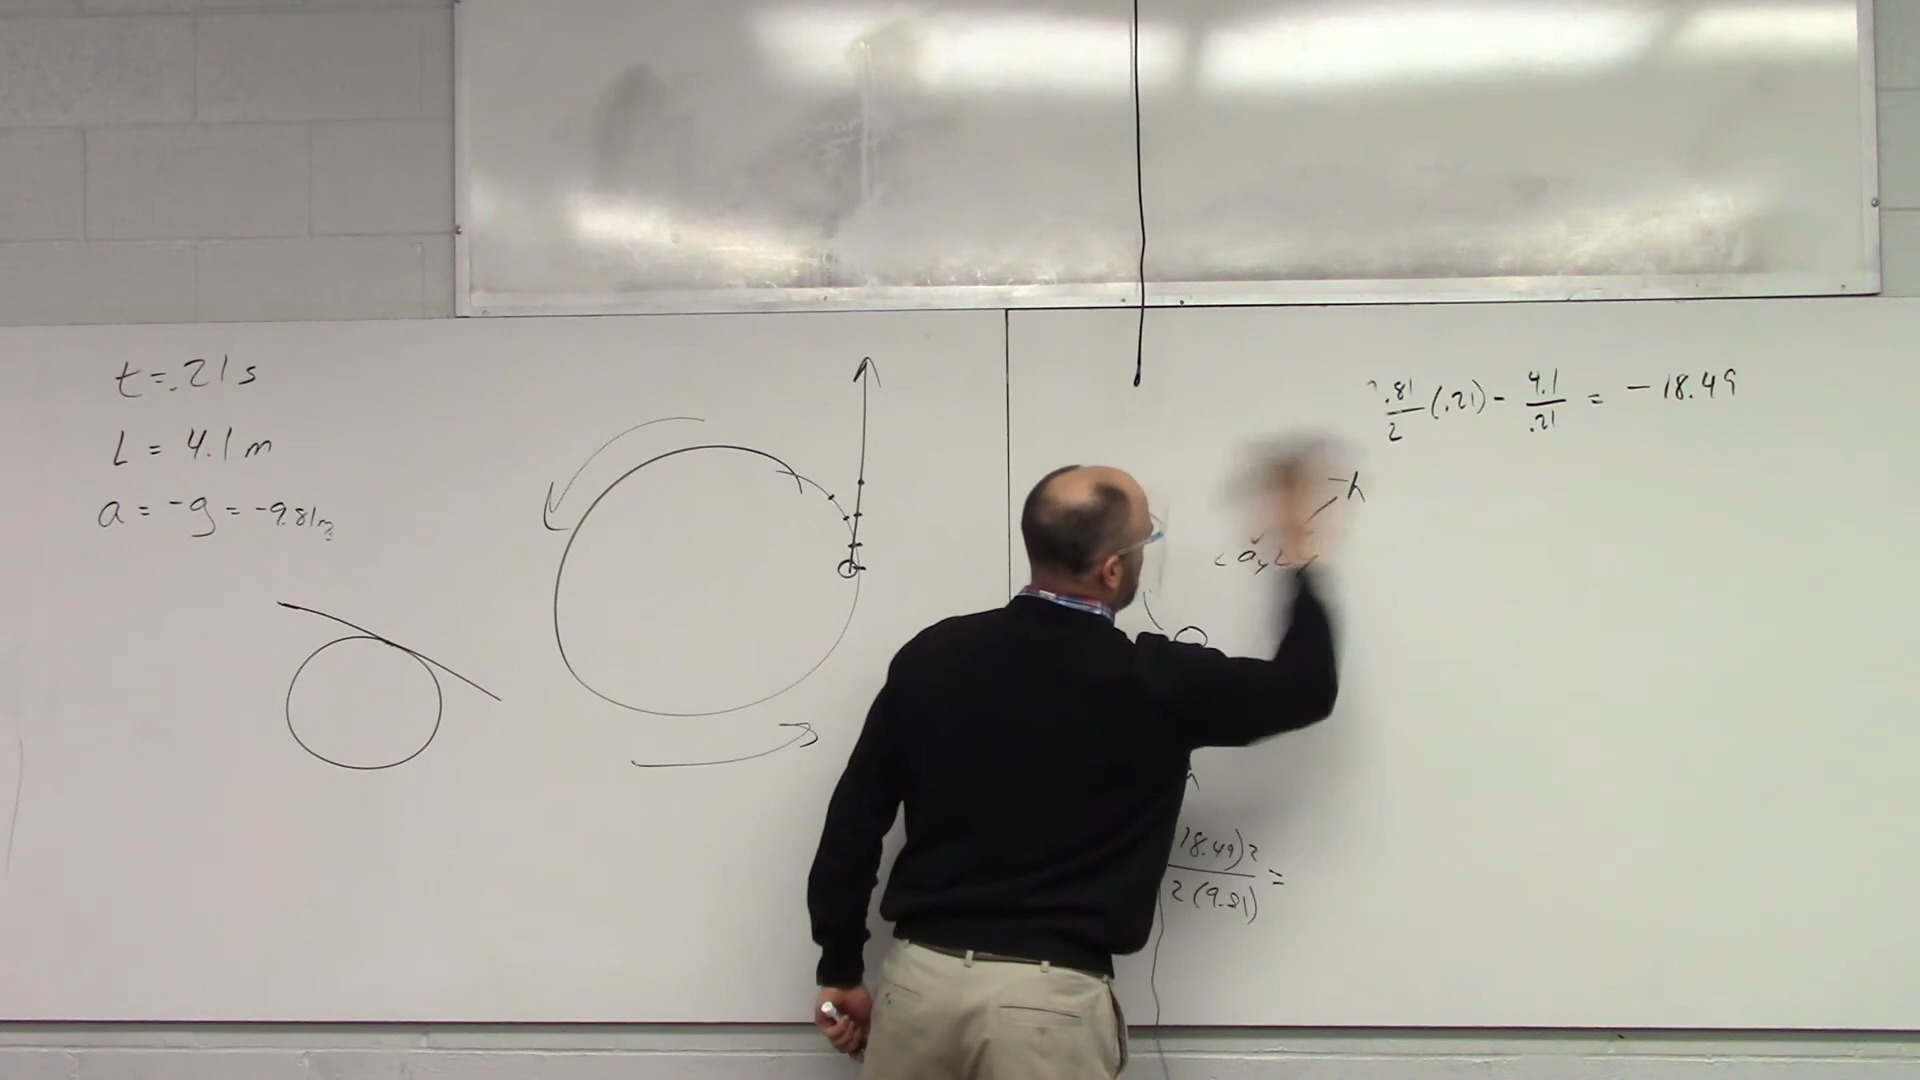 t = .21 s
L = 4.1 m
a = -g = -9.81 m
.81/2 (.21) - 4.1/.21 = -18.49
-h
18.49)2/2(9.81) =